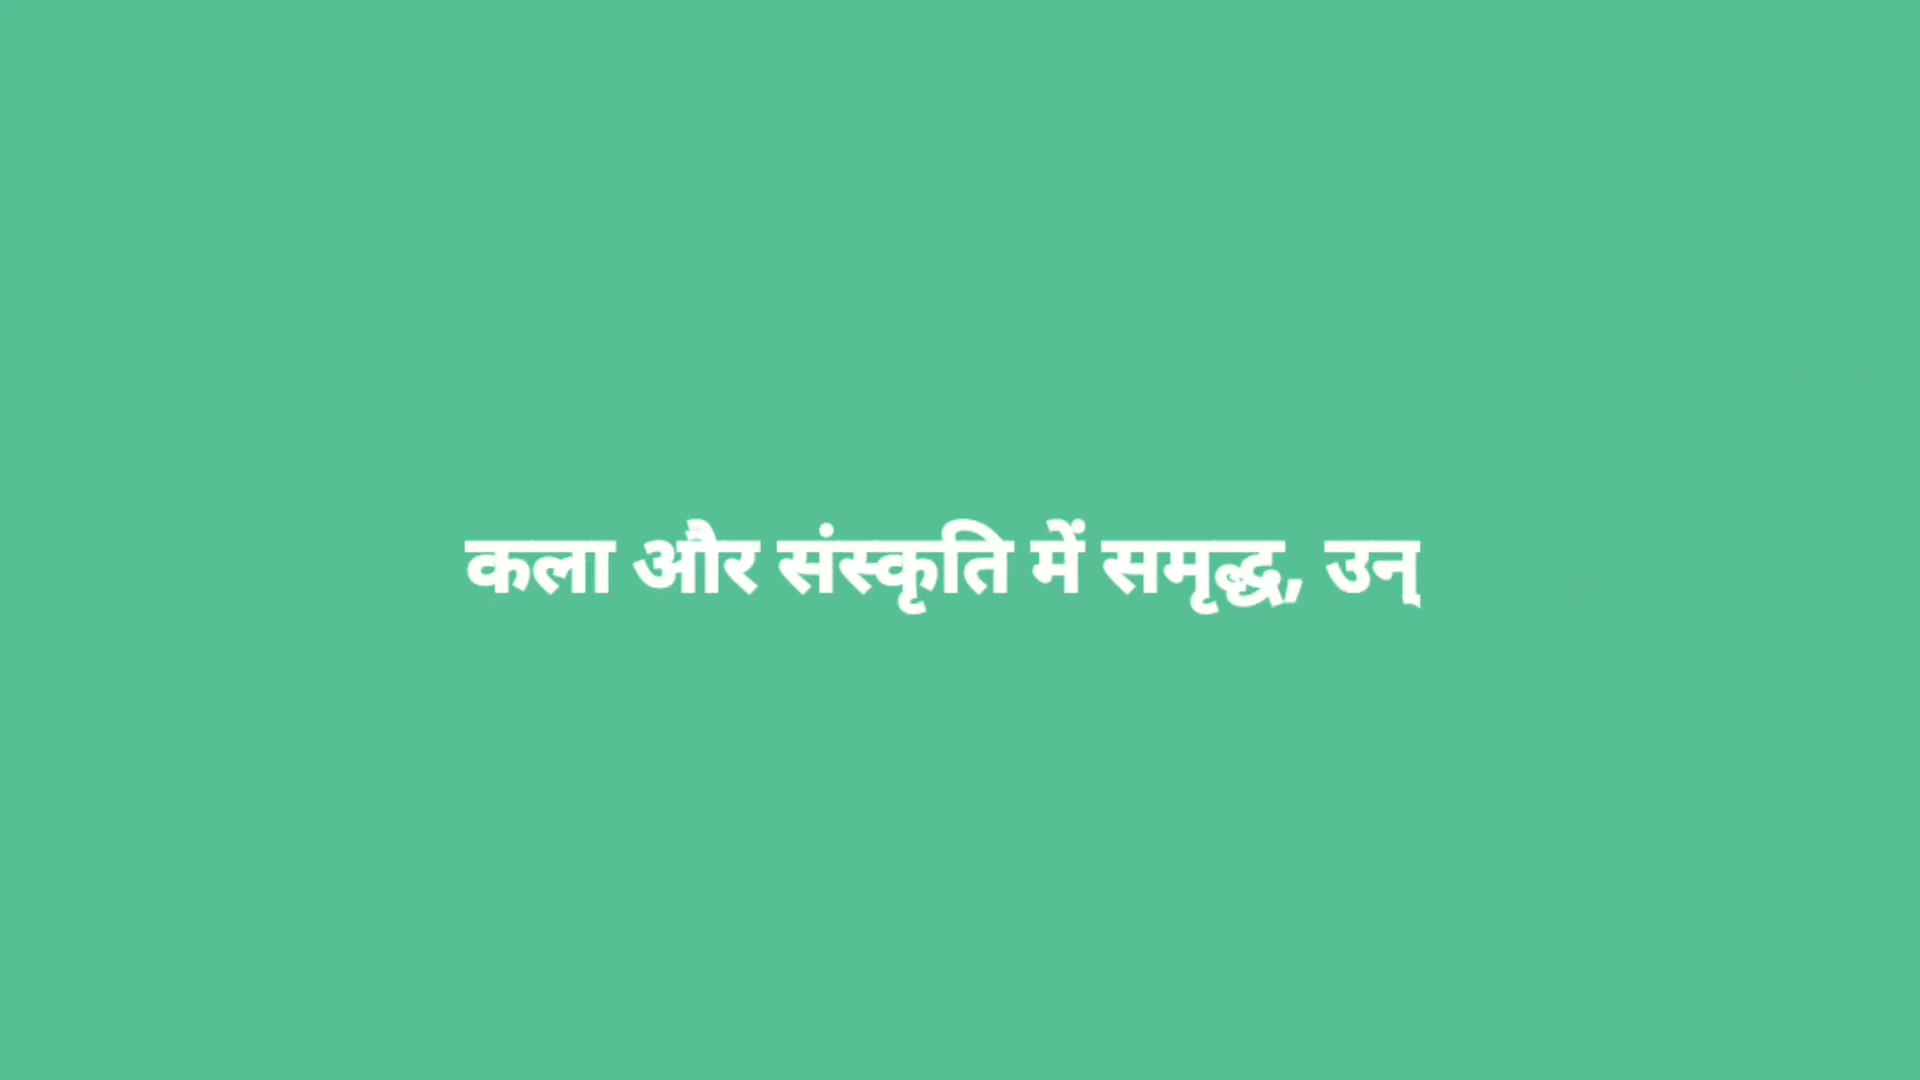 कला और संस्कृति में समृद्ध, उन्